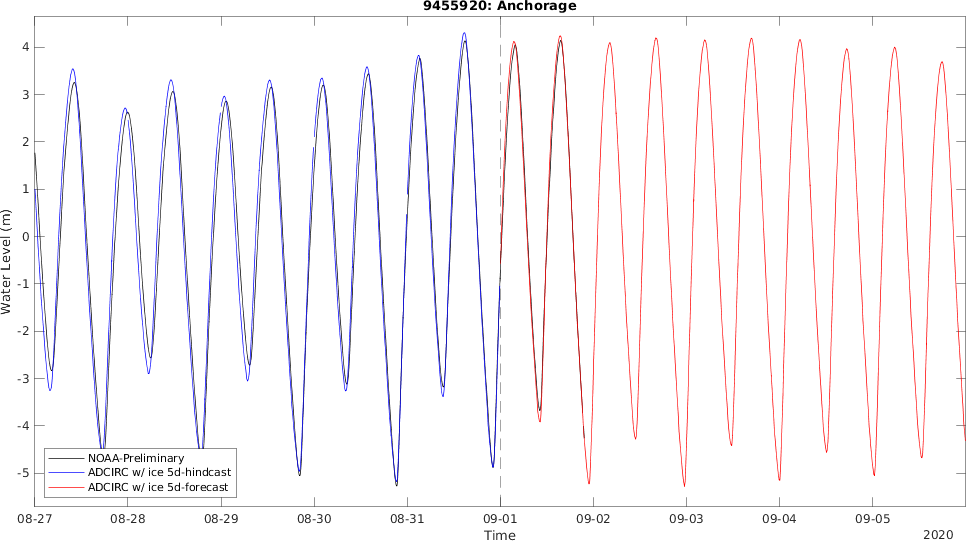 9455920: Anchorage
Water Level (m)
4
3
2
1
0
-1
-2
-3
-4
-5
NOAA-Preliminary
ADCIRC w/ ice 5d-hindcast
ADCIRC w/ ice 5d-forecast
08-27 08-28 08-29 08-30 08-31 09-01 09-02 09-03 09-04 09-05
Time
2020